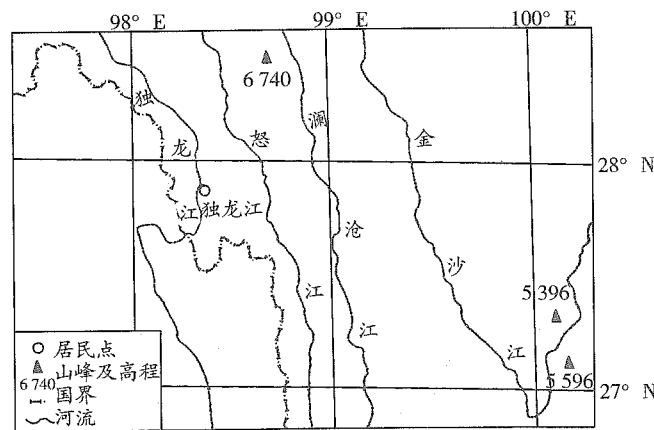 98° E
99° E
100° E
6 740
独
龙
江
怒
江
澜
沧
江
金
沙
江
28° N
独龙江
5 396
5 596
27° N
居民点
山峰及高程
6 740
国界
河流